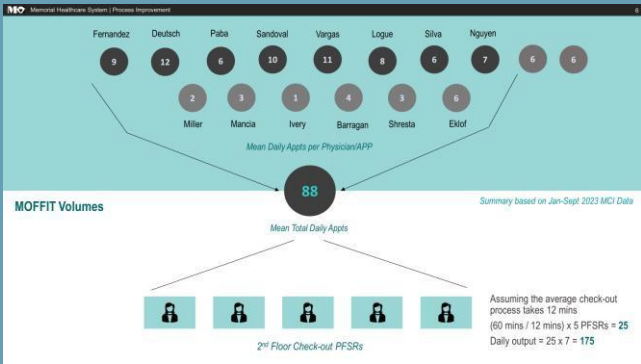 Memorial Healthcare System | Process Improvement
6
Fernandez Deutsch Paba Sandoval Vargas Logue Silva Nguyen
9 12 6 10 11 8 6 7 6 6
2 3 1 4 3 6
Miller Mancia Ivery Barragan Shresta Eklof
Mean Daily Appts per Physician/APP
88
MOFFIT Volumes
Summary based on Jan-Sept 2023 MCI Data
Mean Total Daily Appts
Assuming the average check-out
process takes 12 mins
(60 mins / 12 mins) x 5 PFSRs = 25
Daily output = 25 x 7 = 175
2nd Floor Check-out PFSRs